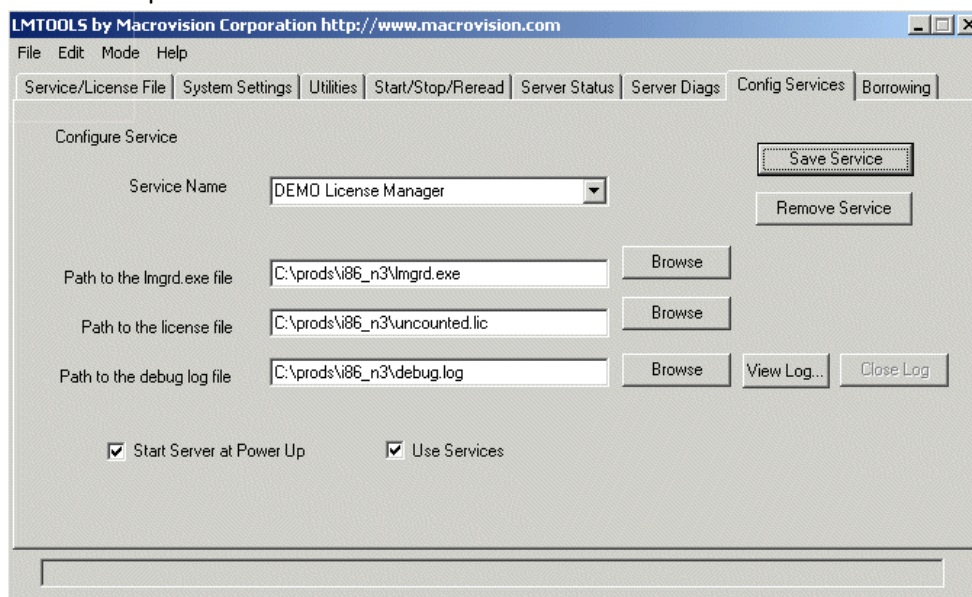 LMTOOLS by Macrovision Corporation http://www.macrovision.com
File Edit Mode Help
Service/License File System Settings Utilities Start/Stop/Reread Server Status Server Diags Config Services Borrowing
Configure Service
Save Service
Service Name DEMO License Manager
Remove Service
Path to the lmgrd.exe file C:\prods\i86_n3\lmgrd.exe Browse
Path to the license file C:\prods\i86_n3\uncounted.lic Browse
Path to the debug log file C:\prods\i86_n3\debug.log Browse View Log... Close Log
Start Server at Power Up Use Services